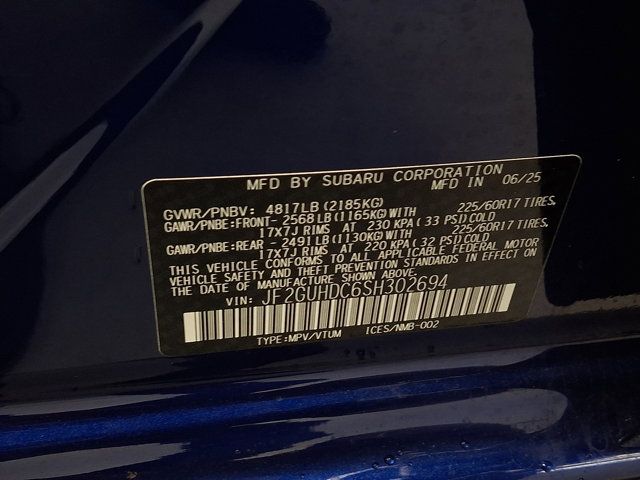 MFD BY SUBARU CORPORATION
MFD IN 06/25
GVWR/PNBV: 4817LB (2185KG)
GAWR/PNBE:FRONT-2568LB (1165KG)WITH 225/60R17 TIRES.
17X7J RIMS AT 230 KPA (33 PSI)COLD
GAWR/PNBE:REAR -2491LB (1130KG)WITH 225/60R17 TIRES.
17X7J RIMS AT 220 KPA (32 PSI)COLD
THIS VEHICLE CONFORMS TO ALL APPLICABLE FEDERAL MOTOR
VEHICLE SAFETY AND THEFT PREVENTION STANDARDS IN EFFECT ON
THE DATE OF MANUFACTURE SHOWN ABOVE.
VIN: JF2GUHDC6SH302694
TYPE:MPV/VTUM ICES/NMB-002